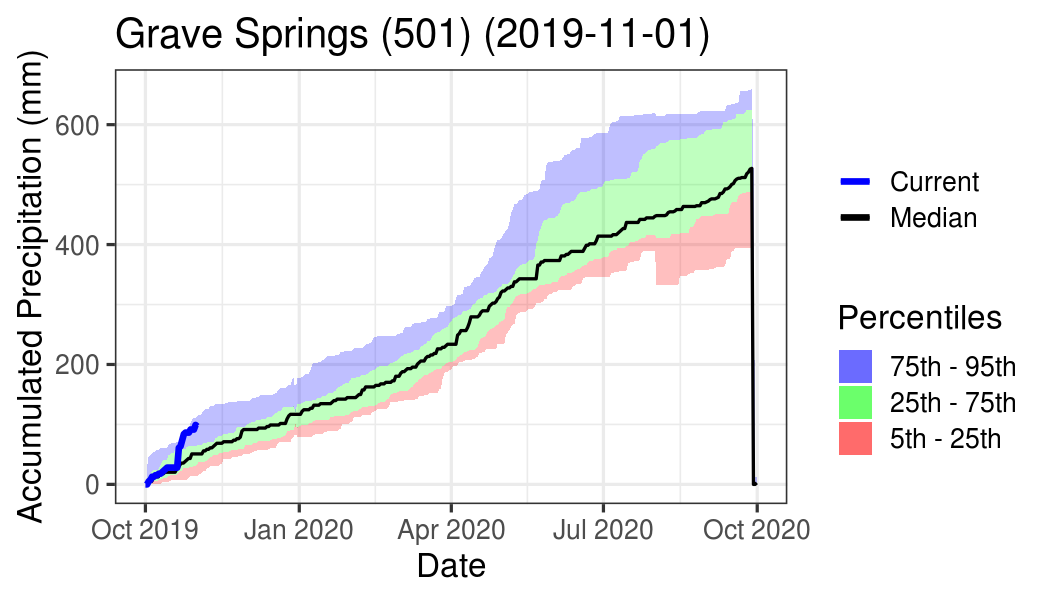 Grave Springs (501) (2019-11-01)
Accumulated Precipitation (mm)
600
400
200
0
Oct 2019
Jan 2020
Apr 2020
Jul 2020
Oct 2020
Date
Current
Median
Percentiles
75th - 95th
25th - 75th
5th - 25th